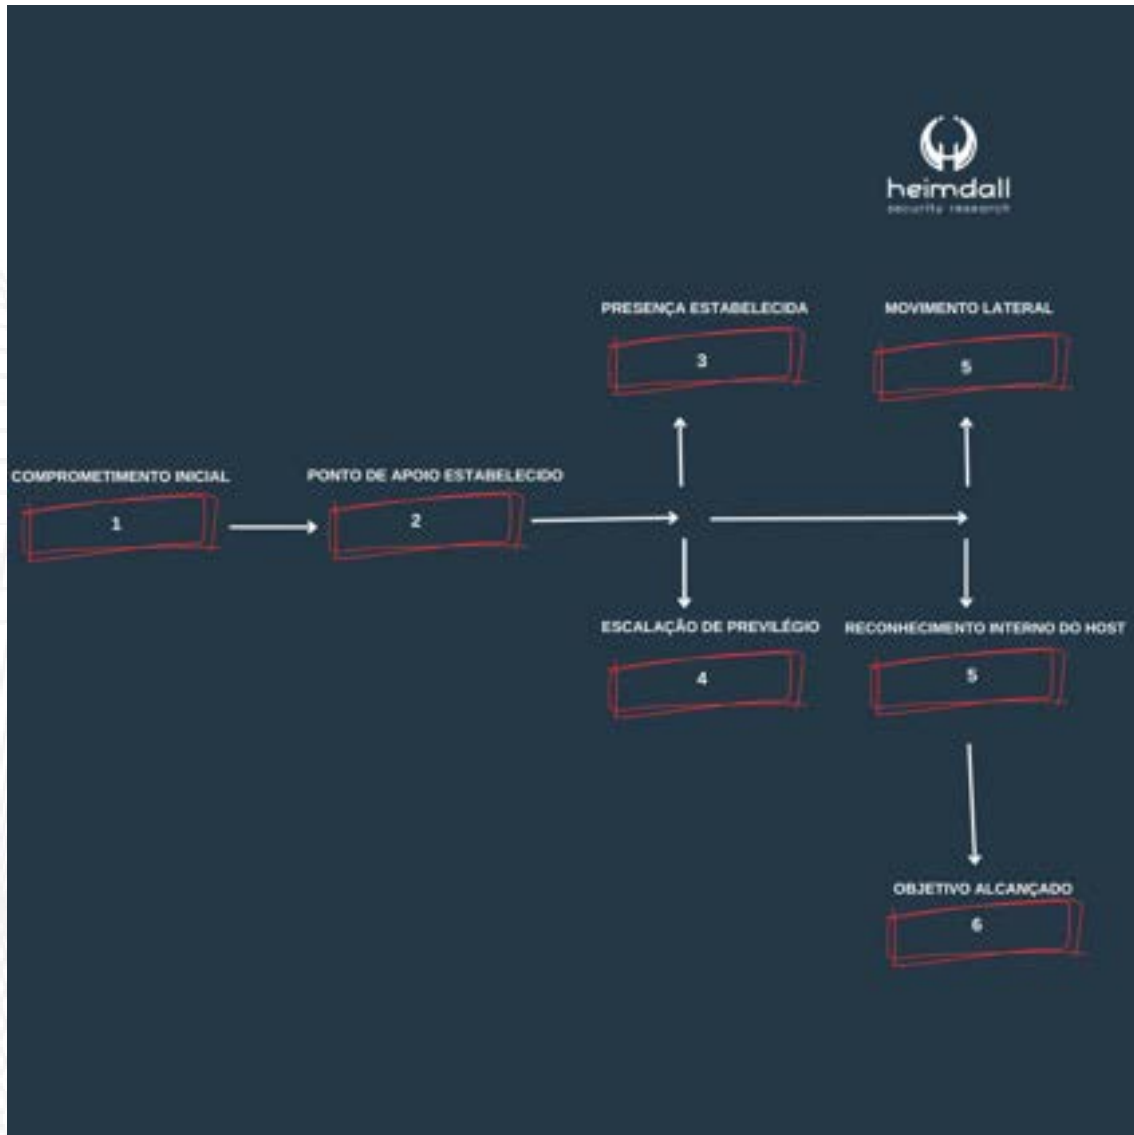 heimdall
security research
PRESENÇA ESTABELECIDA
MOVIMENTO LATERAL
3
5
COMPROMETIMENTO INICIAL
PONTO DE APOIO ESTABELECIDO
1
2
ESCALAÇÃO DE PREVILÉGIO
RECONHECIMENTO INTERNO DO HOST
4
5
OBJETIVO ALCANÇADO
6